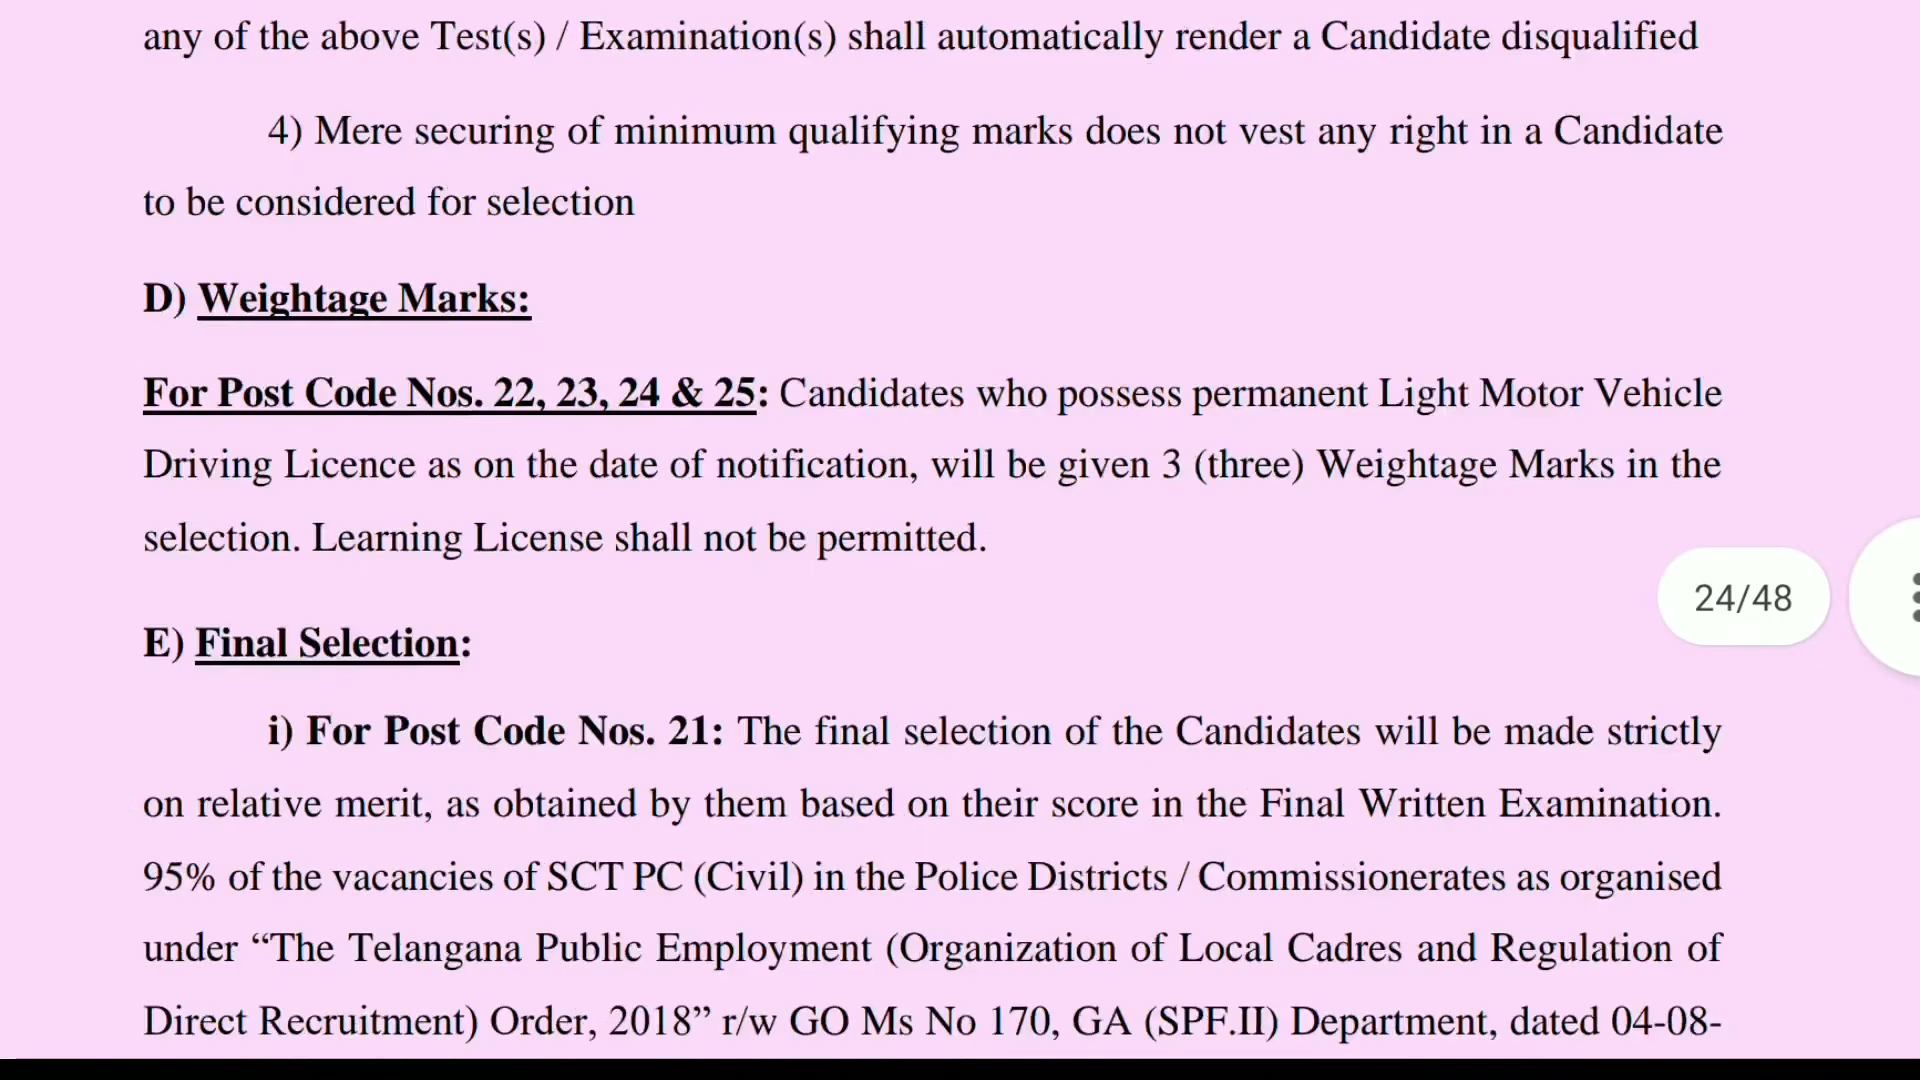 any of the above Test(s) / Examination(s) shall automatically render a Candidate disqualified
4) Mere securing of minimum qualifying marks does not vest any right in a Candidate
to be considered for selection
D) Weightage Marks:
For Post Code Nos. 22, 23, 24 & 25: Candidates who possess permanent Light Motor Vehicle
Driving Licence as on the date of notification, will be given 3 (three) Weightage Marks in the
selection. Learning License shall not be permitted.
24/48
E) Final Selection:
i) For Post Code Nos. 21: The final selection of the Candidates will be made strictly
on relative merit, as obtained by them based on their score in the Final Written Examination.
95% of the vacancies of SCT PC (Civil) in the Police Districts / Commissionerates as organised
under “The Telangana Public Employment (Organization of Local Cadres and Regulation of
Direct Recruitment) Order, 2018” r/w GO Ms No 170, GA (SPF.II) Department, dated 04-08-